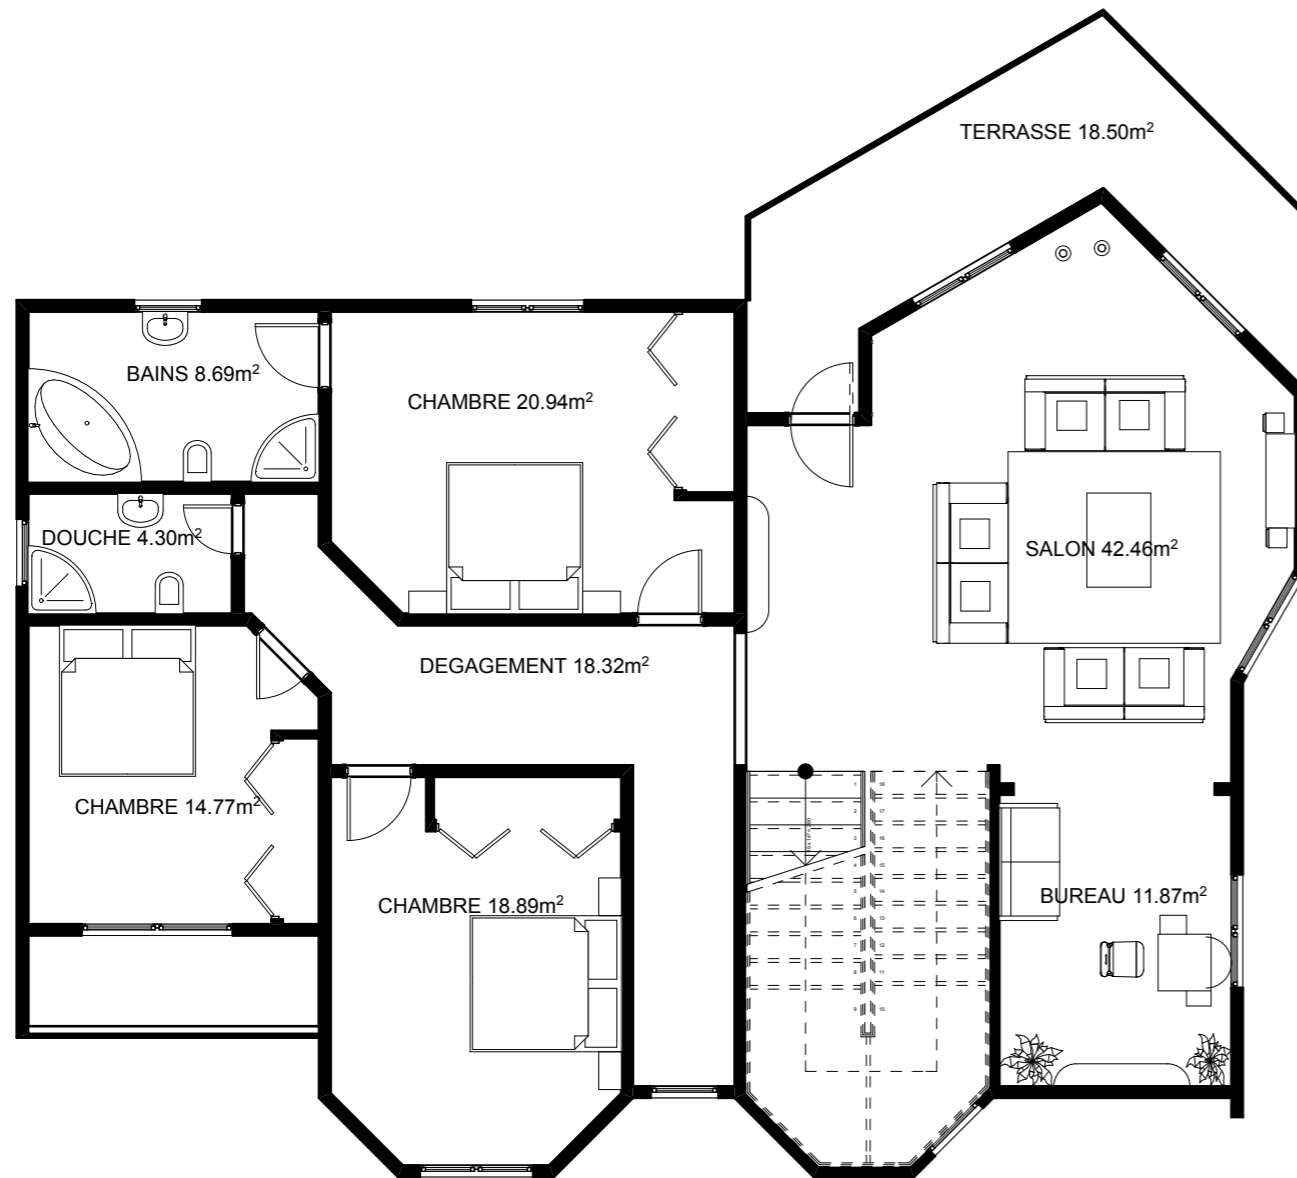 TERRASSE 18.50m²
BAINS 8.69m²
CHAMBRE 20.94m²
DOUCHE 4.30m²
SALON 42.46m²
DEGAGEMENT 18.32m²
CHAMBRE 14.77m²
CHAMBRE 18.89m²
BUREAU 11.87m²